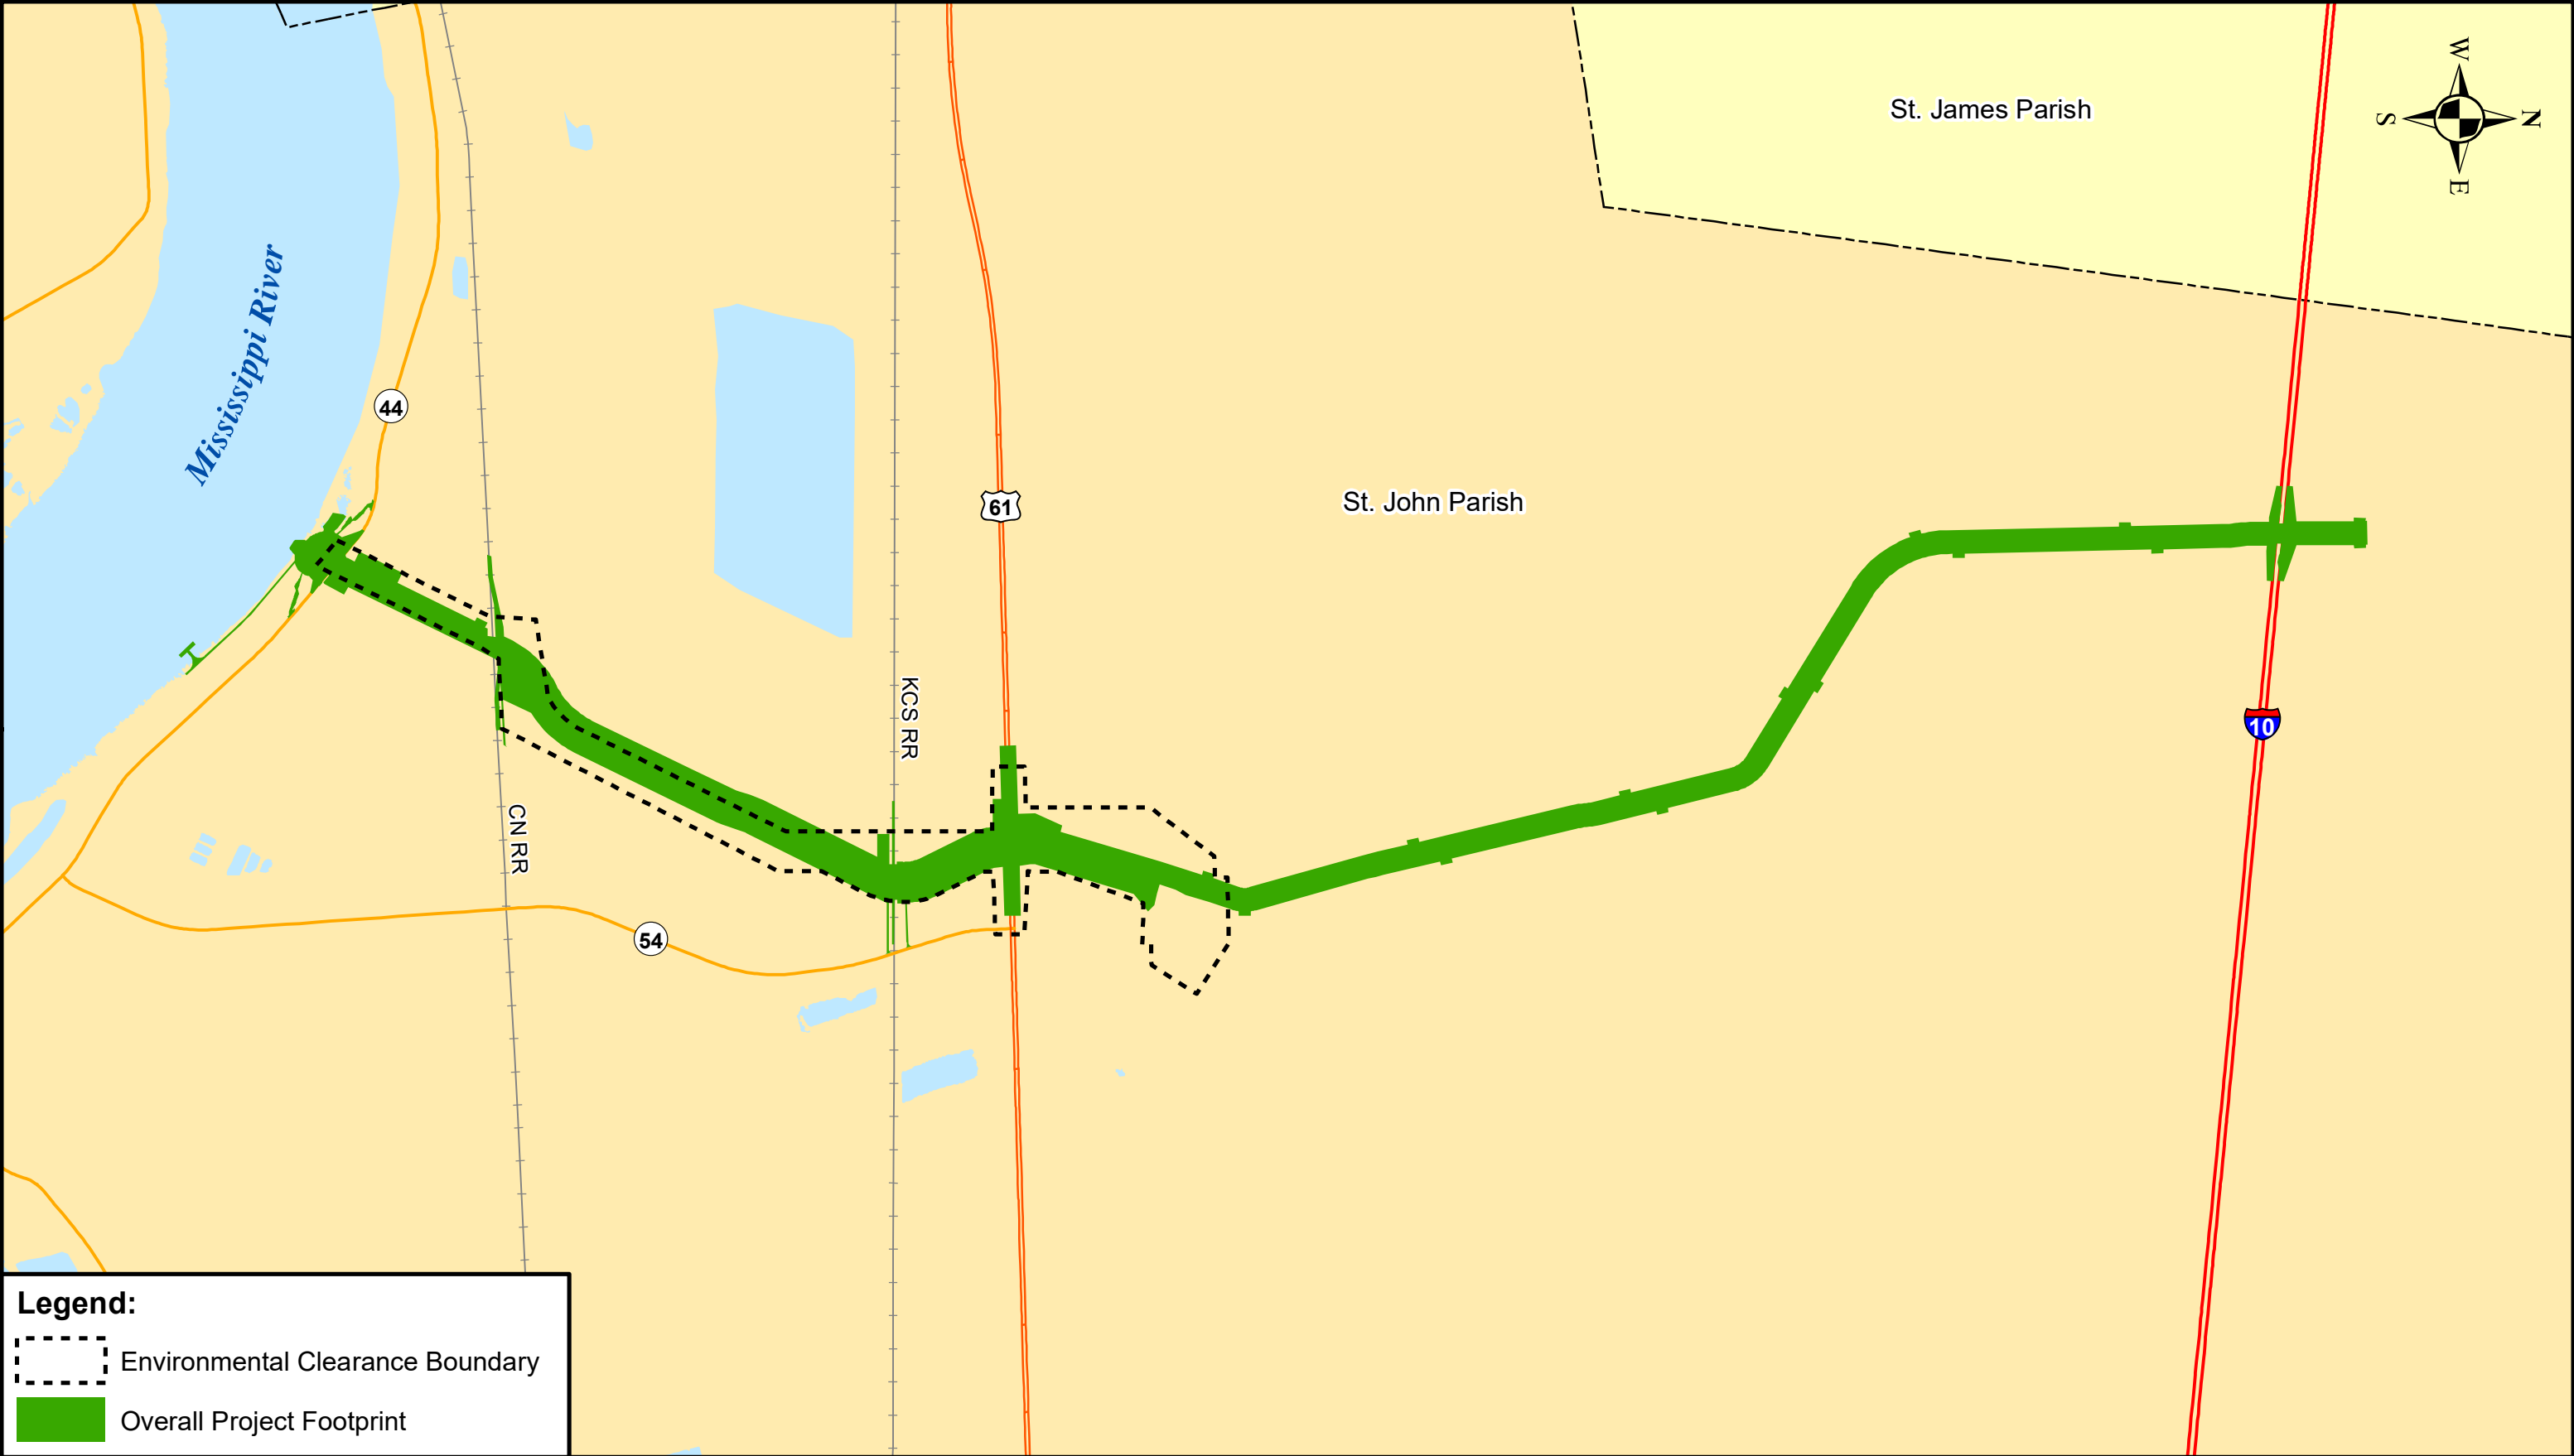 W
St. James Parish
S
N
E
Mississippi River
44
61
St. John Parish
KCS RR
10
CN RR
54
Legend:
Environmental Clearance Boundary
Overall Project Footprint